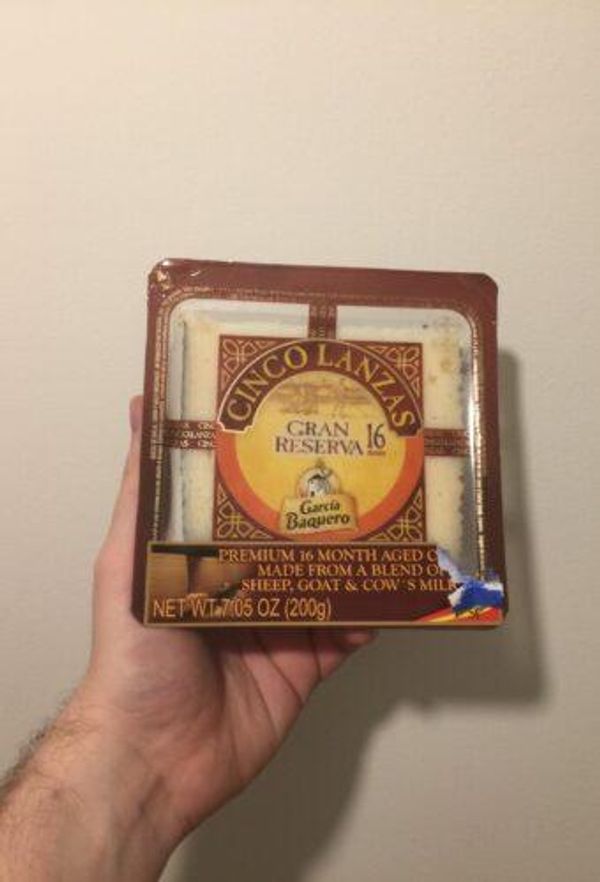 CINCO LANZAS
GRAN
RESERVA 16
García
Baquero
PREMIUM 16 MONTH AGED
MADE FROM A BLEND
SHEEP, GOAT & COW'S MILK
NET WT 7.05 OZ (200g)